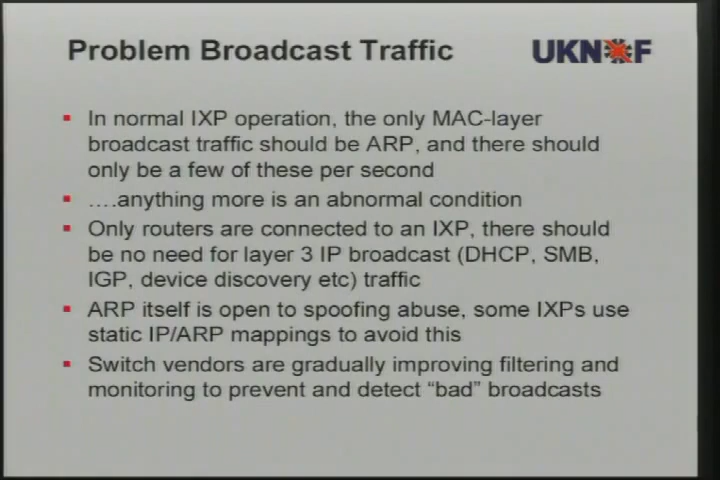 Problem Broadcast Traffic
UKNOF
In normal IXP operation, the only MAC-layer
broadcast traffic should be ARP, and there should
only be a few of these per second
....anything more is an abnormal condition
Only routers are connected to an IXP, there should
be no need for layer 3 IP broadcast (DHCP, SMB,
IGP, device discovery etc) traffic
ARP itself is open to spoofing abuse, some IXPs use
static IP/ARP mappings to avoid this
Switch vendors are gradually improving filtering and
monitoring to prevent and detect “bad” broadcasts